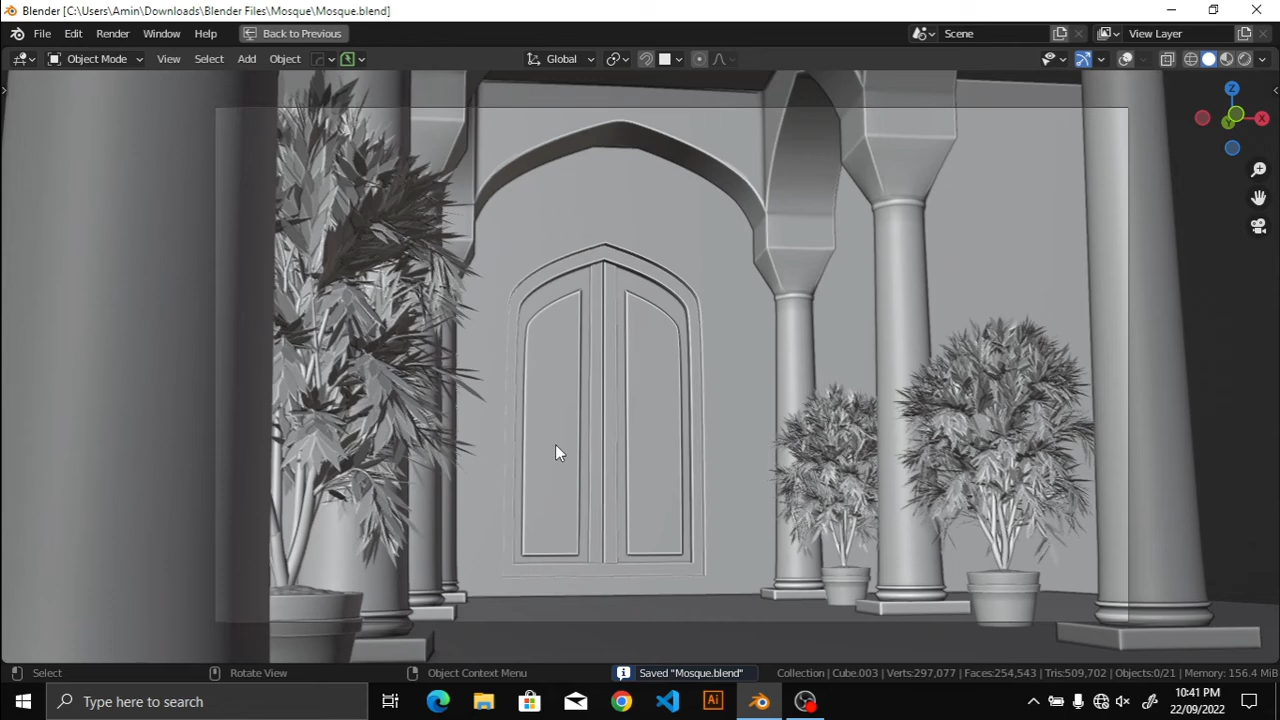 Blender [C:\Users\Amin\Downloads\Blender Files\Mosque\Mosque.blend]
File Edit Render Window Help Back to Previous Scene View Layer
Object Mode View Select Add Object Global
Z
X
Y
Select Rotate View Object Context Menu Saved "Mosque.blend" Collection | Cube.003 | Verts:297,077 | Faces:254,543 | Tris:509,702 | Objects:0/21 | Memory: 156.4 MiB
Type here to search Ai 10:41 PM
22/09/2022